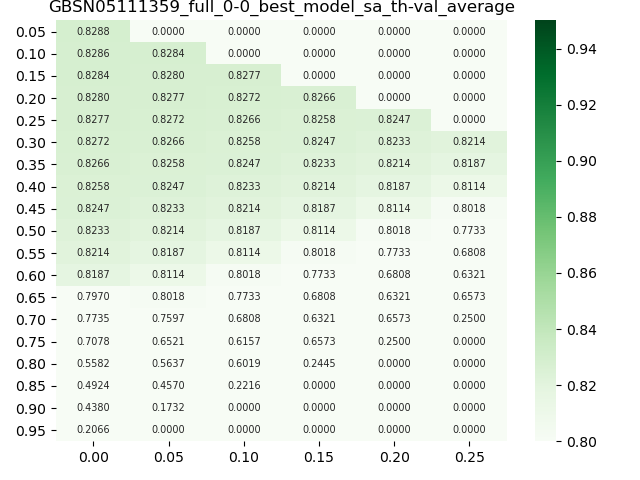 GBSN05111359_full_0-0_best_model_sa_th-val_average
0.05 0.8288 0.0000 0.0000 0.0000 0.0000 0.0000
0.10 0.8286 0.8284 0.0000 0.0000 0.0000 0.0000
0.15 0.8284 0.8280 0.8277 0.0000 0.0000 0.0000
0.20 0.8280 0.8277 0.8272 0.8266 0.0000 0.0000
0.25 0.8277 0.8272 0.8266 0.8258 0.8247 0.0000
0.30 0.8272 0.8266 0.8258 0.8247 0.8233 0.8214
0.35 0.8266 0.8258 0.8247 0.8233 0.8214 0.8187
0.40 0.8258 0.8247 0.8233 0.8214 0.8187 0.8114
0.45 0.8247 0.8233 0.8214 0.8187 0.8114 0.8018
0.50 0.8233 0.8214 0.8187 0.8114 0.8018 0.7733
0.55 0.8214 0.8187 0.8114 0.8018 0.7733 0.6808
0.60 0.8187 0.8114 0.8018 0.7733 0.6808 0.6321
0.65 0.7970 0.8018 0.7733 0.6808 0.6321 0.6573
0.70 0.7735 0.7597 0.6808 0.6321 0.6573 0.2500
0.75 0.7078 0.6521 0.6157 0.6573 0.2500 0.0000
0.80 0.5582 0.5637 0.6019 0.2445 0.0000 0.0000
0.85 0.4924 0.4570 0.2216 0.0000 0.0000 0.0000
0.90 0.4380 0.1732 0.0000 0.0000 0.0000 0.0000
0.95 0.2066 0.0000 0.0000 0.0000 0.0000 0.0000
0.00 0.05 0.10 0.15 0.20 0.25
0.94
0.92
0.90
0.88
0.86
0.84
0.82
0.80